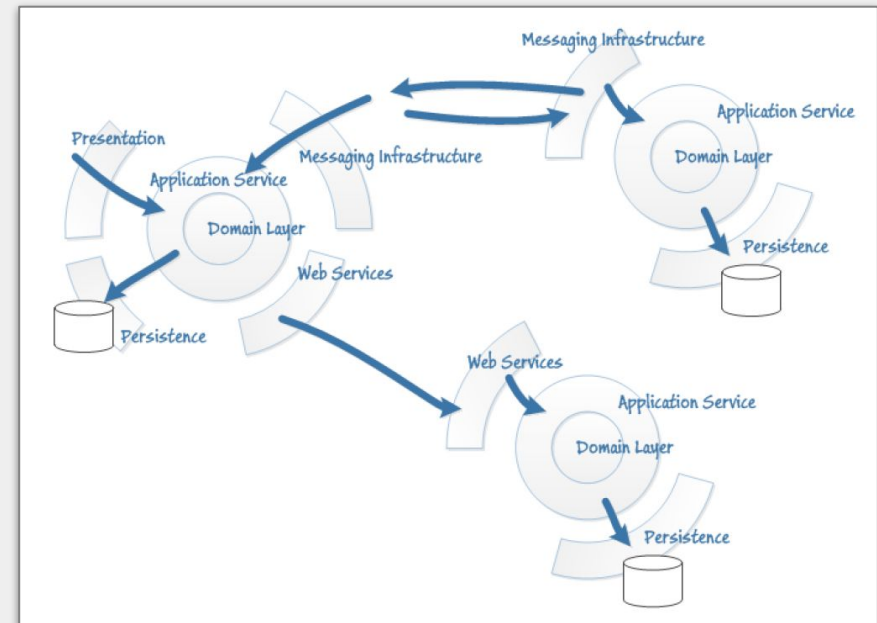 Messaging Infrastructure
Application Service
Domain Layer
Persistence
Presentation
Messaging Infrastructure
Application Service
Domain Layer
Web Services
Persistence
Web Services
Application Service
Domain Layer
Persistence